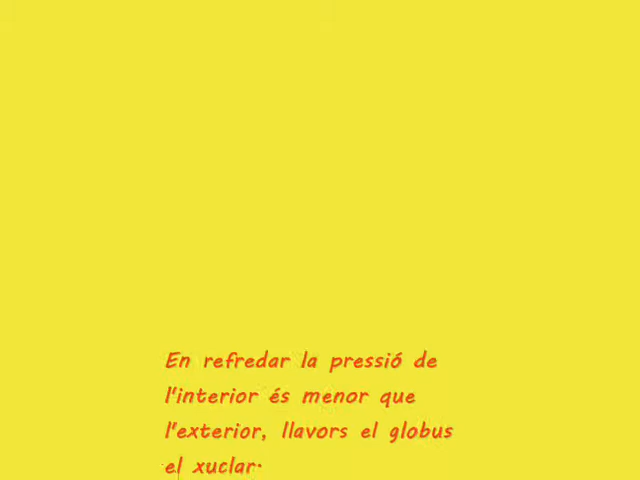 En refredar la pressió de
l'interior és menor que
l'exterior, llavors el globus
el xuclar.